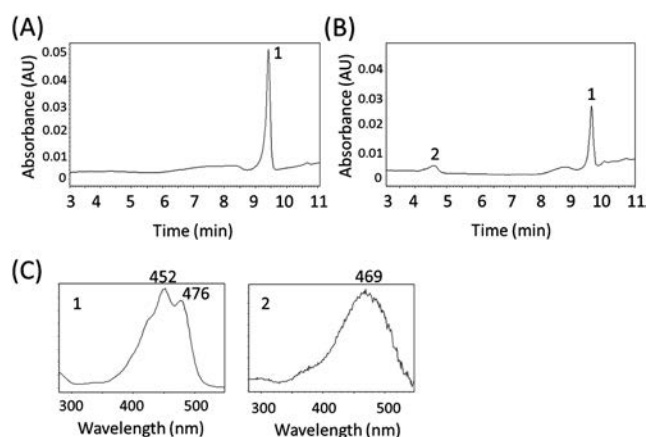 (A)
Absorbance (AU)
0.05
0.04
0.03
0.02
0.01
0
1
3 4 5 6 7 8 9 10 11
Time (min)
(B)
Absorbance (AU)
0.04
0.03
0.02
0.01
0
2
1
3 4 5 6 7 8 9 10 11
Time (min)
(C)
1
452
476
300 400 500
Wavelength (nm)
2
469
300 400 500
Wavelength (nm)